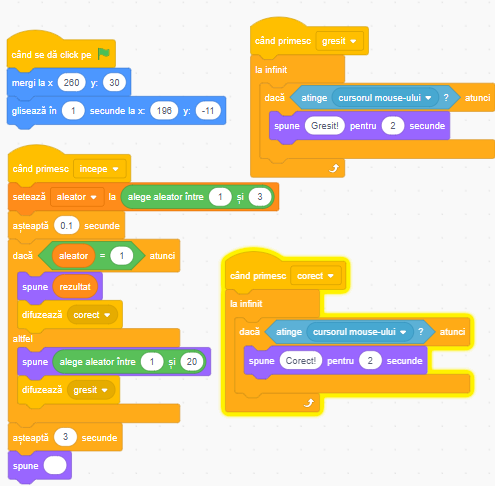 când se dă click pe
mergi la x 260 y: 30
glisează în 1 secunde la x: 196 y: -11
când primesc incepe
setează aleator la alege aleator între 1 și 3
așteaptă 0.1 secunde
dacă aleator = 1 atunci
spune rezultat
difuzează corect
altfel
spune alege aleator între 1 și 20
difuzează gresit
așteaptă 3 secunde
spune
când primesc gresit
la infinit
dacă atinge cursorul mouse-ului ? atunci
spune Gresit! pentru 2 secunde
când primesc corect
la infinit
dacă atinge cursorul mouse-ului ? atunci
spune Corect! pentru 2 secunde